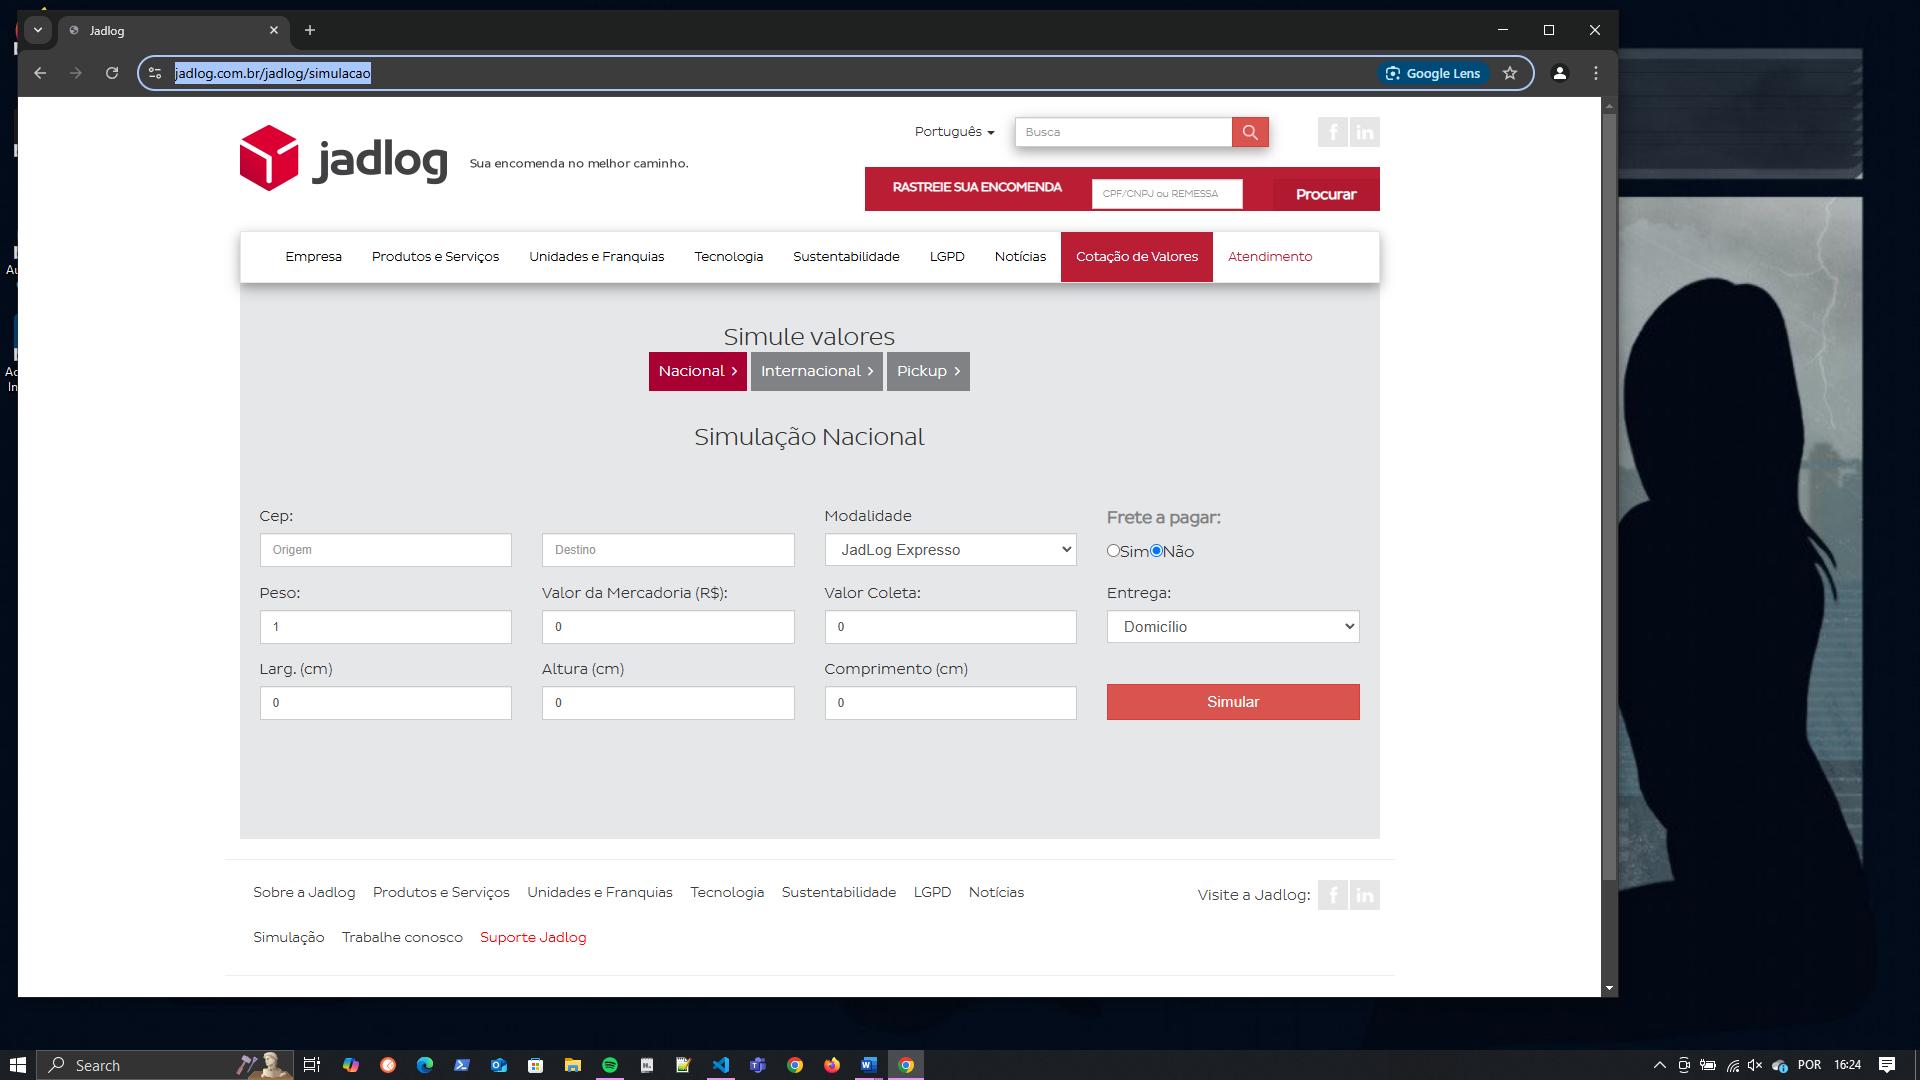 Jadlog
jadlog.com.br/jadlog/simulacao
Google Lens
jadlog
Sua encomenda no melhor caminho.
Português
Busca
RASTREIE SUA ENCOMENDA
CPF/CNPJ ou REMESSA
Procurar
Empresa Produtos e Serviços Unidades e Franquias Tecnologia Sustentabilidade LGPD Notícias Cotação de Valores Atendimento
Simule valores
Nacional Internacional Pickup
Simulação Nacional
Cep: Modalidade Frete a pagar:
Origem Destino JadLog Expresso Sim Não
Peso: Valor da Mercadoria (R$): Valor Coleta: Entrega:
1 0 0 Domicílio
Larg. (cm) Altura (cm) Comprimento (cm)
0 0 0 Simular
Sobre a Jadlog Produtos e Serviços Unidades e Franquias Tecnologia Sustentabilidade LGPD Notícias
Visite a Jadlog:
Simulação Trabalhe conosco Suporte Jadlog
Search
POR 16:24